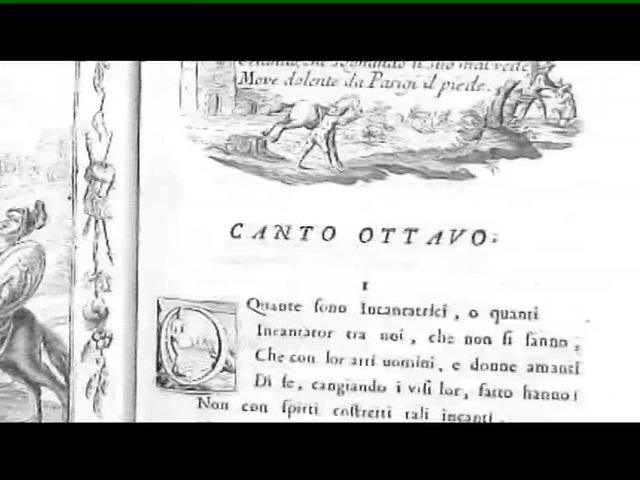 Move dolente da Parigi il piede.
CANTO OTTAVO.
I
Quante sono Incantatrici, o quanti
Incantator tra noi, che non si sanno;
Che con lor arti uomini, e donne amanti
Di se, cangiando i visi lor, fatto hanno!
Non con spirti costretti tali incanti,